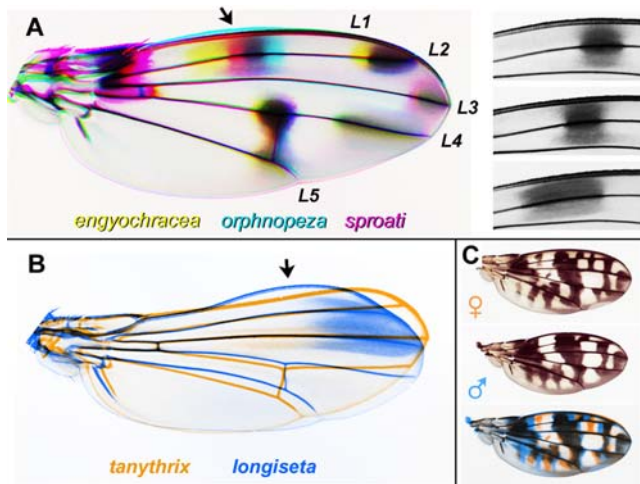 A
L1
L2
L3
L4
L5
engyochracea orphnopeza sproati
B
tanythrix longiseta
C
♀
♂